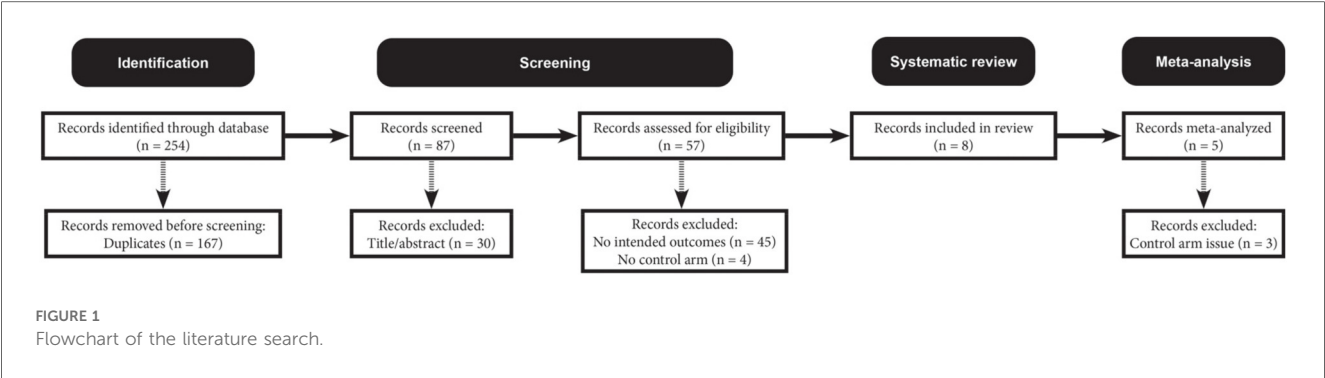 Identification
Screening
Systematic review
Meta-analysis
Records identified through database
(n = 254)
Records screened
(n = 87)
Records assessed for eligibility
(n = 57)
Records included in review
(n = 8)
Records meta-analyzed
(n = 5)
Records removed before screening:
Duplicates (n = 167)
Records excluded:
Title/abstract (n = 30)
Records excluded:
No intended outcomes (n = 45)
No control arm (n = 4)
Records excluded:
Control arm issue (n = 3)
FIGURE 1
Flowchart of the literature search.